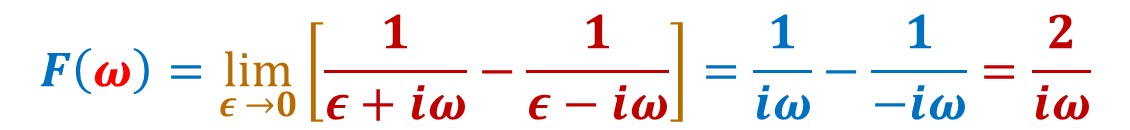 F(ω) = lim_{ϵ→0} [ 1/(ϵ + iω) − 1/(ϵ − iω) ] = 1/(iω) − 1/(−iω) = 2/(iω)